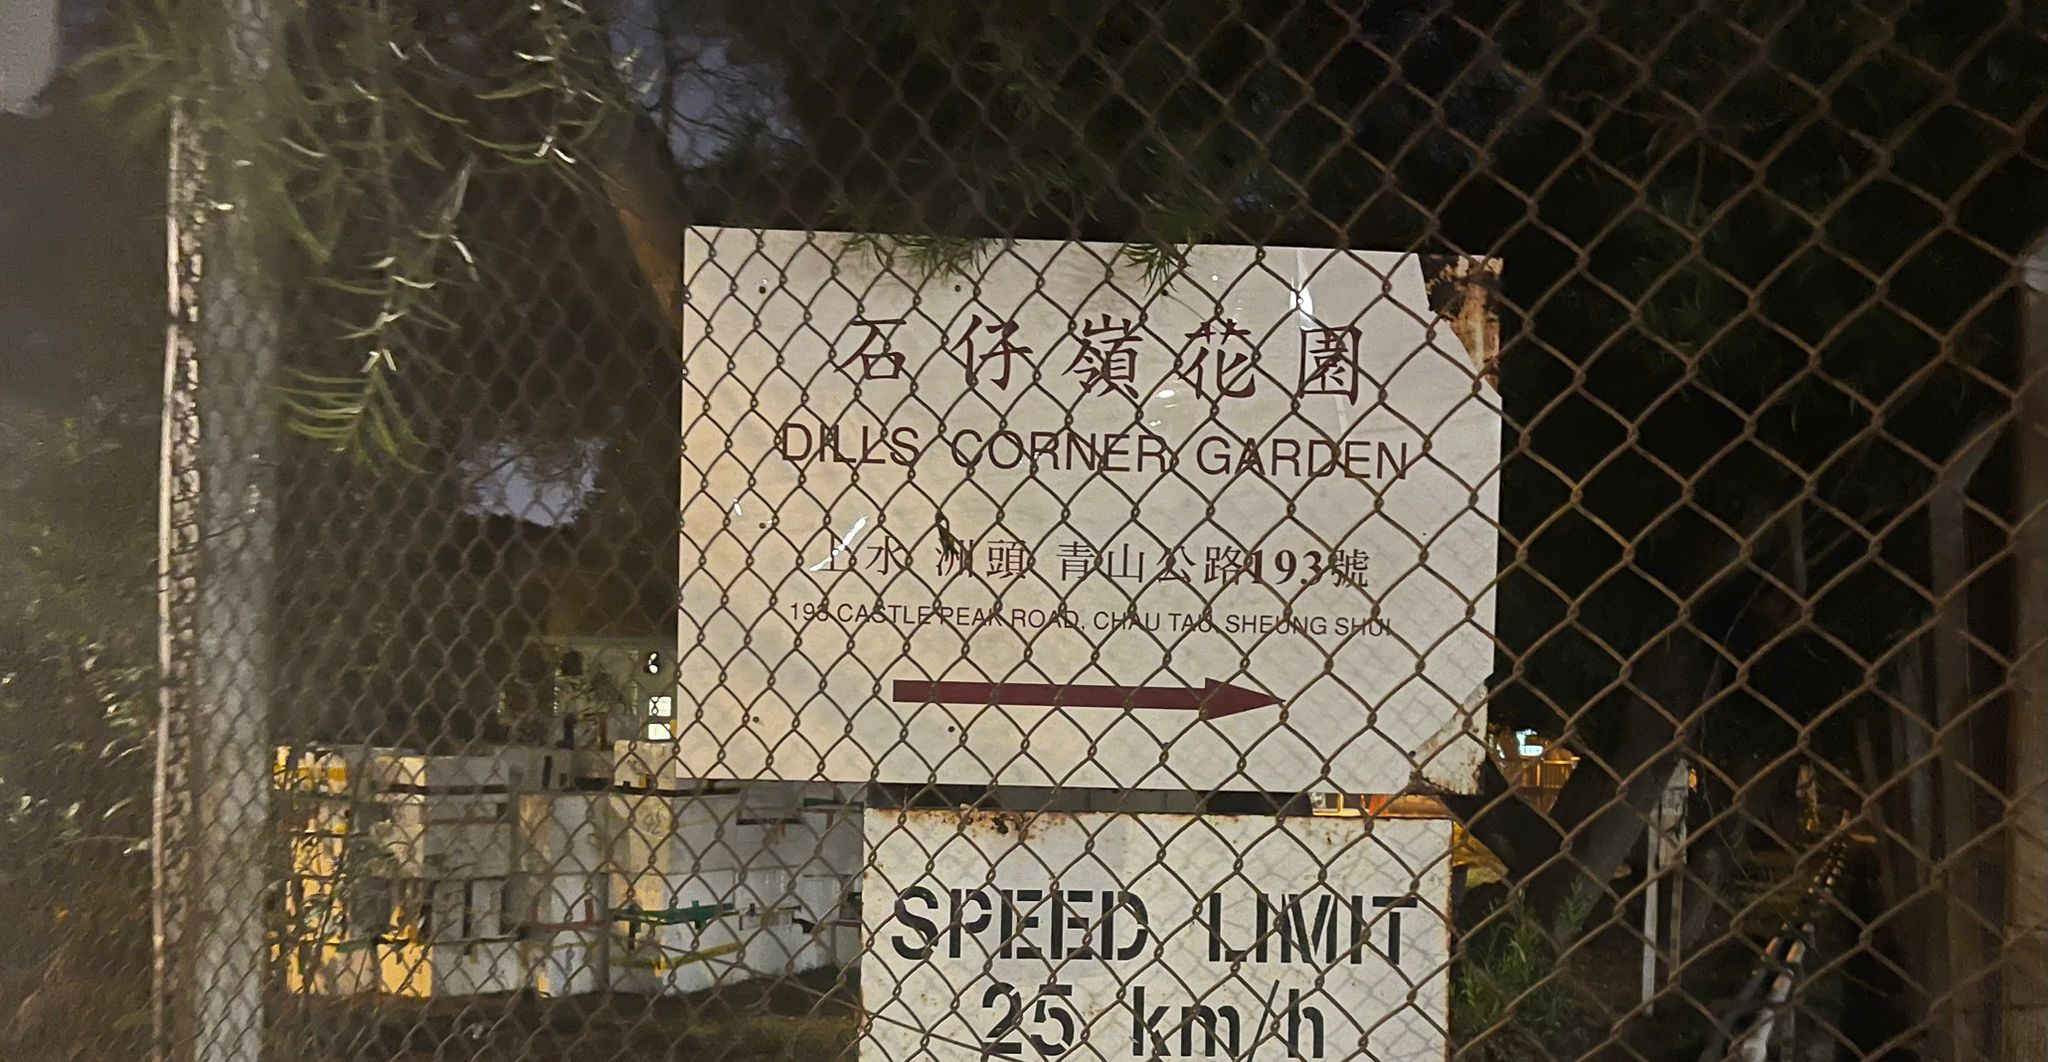 石仔嶺花園
DILLS CORNER GARDEN
上水 洲頭 青山公路193號
193 CASTLE PEAK ROAD, CHAU TAU, SHEUNG SHUI
SPEED LIMIT
25 km/h